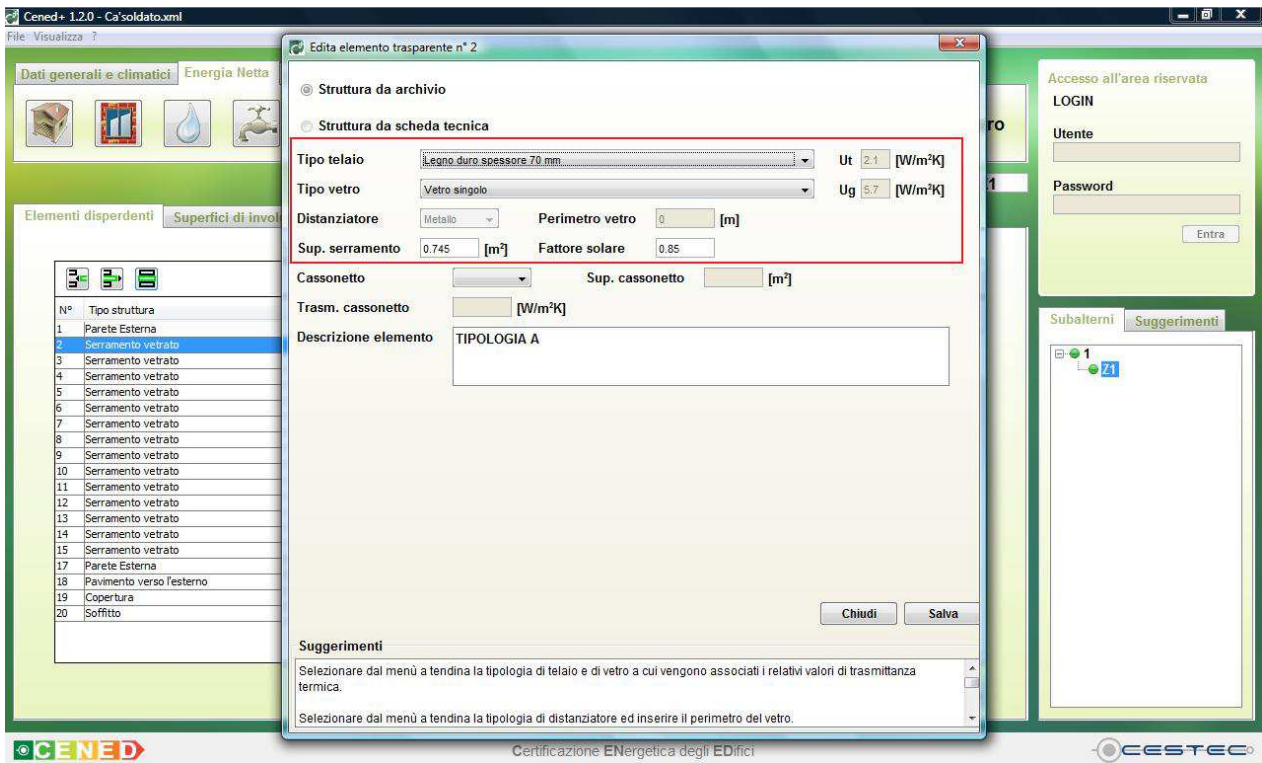 Cened+ 1.2.0 - Ca'soldato.xml
File Visualizza ?
Edita elemento trasparente n° 2
Dati generali e climatici Energia Netta
Struttura da archivio
Struttura da scheda tecnica
Tipo telaio Legno duro spessore 70 mm Ut 2.1 [W/m²K]
Tipo vetro Vetro singolo Ug 5.7 [W/m²K]
Distanziatore Metallo Perimetro vetro 0 [m]
Sup. serramento 0.745 [m²] Fattore solare 0.85
Cassonetto Sup. cassonetto [m²]
Trasm. cassonetto [W/m²K]
Descrizione elemento TIPOLOGIA A
Elementi disperdenti Superfici di invol
N° Tipo struttura
1 Parete Esterna
2 Serramento vetrato
3 Serramento vetrato
4 Serramento vetrato
5 Serramento vetrato
6 Serramento vetrato
7 Serramento vetrato
8 Serramento vetrato
9 Serramento vetrato
10 Serramento vetrato
11 Serramento vetrato
12 Serramento vetrato
13 Serramento vetrato
14 Serramento vetrato
15 Serramento vetrato
17 Parete Esterna
18 Pavimento verso l'esterno
19 Copertura
20 Soffitto
Chiudi Salva
Suggerimenti
Selezionare dal menù a tendina la tipologia di telaio e di vetro a cui vengono associati i relativi valori di trasmittanza
termica.
Selezionare dal menù a tendina la tipologia di distanziatore ed inserire il perimetro del vetro.
ro
Accesso all'area riservata
LOGIN
Utente
Password
Entra
Subalterni Suggerimenti
1
Z1
CENED
Certificazione ENergetica degli EDifici
CESTEC